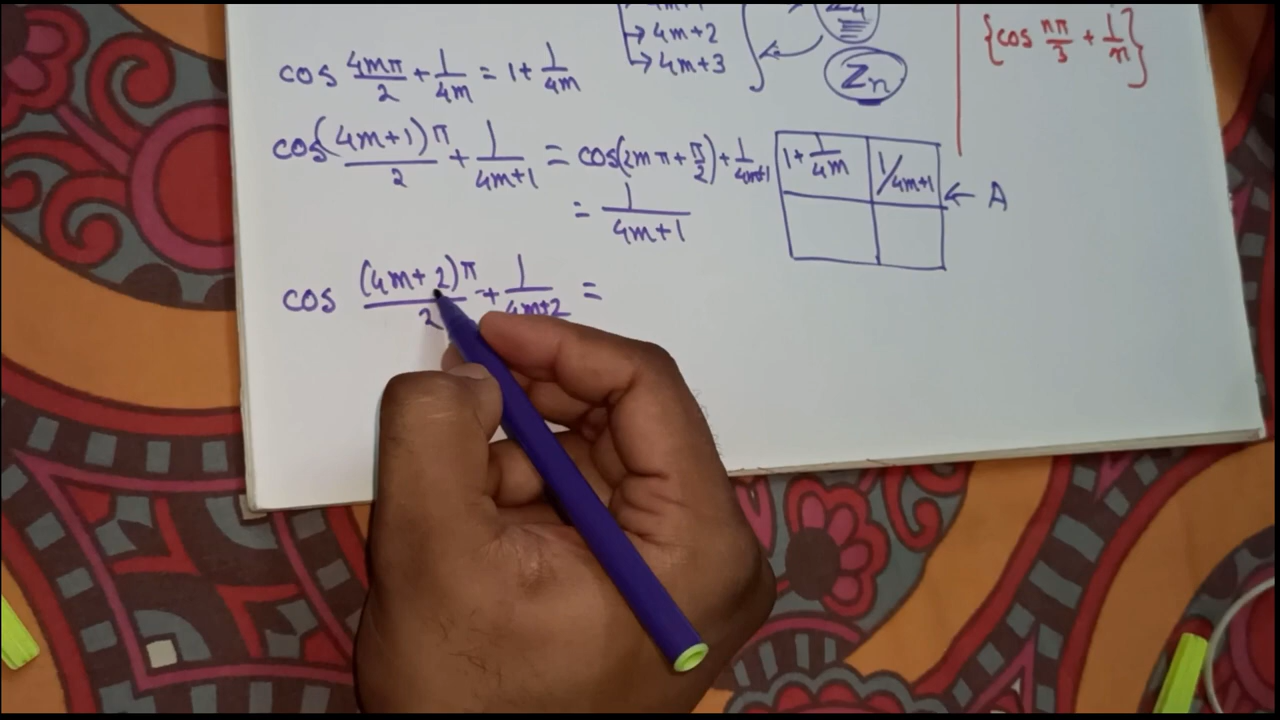 → 4m+2
→ 4m+3
Zn
{cos nπ/3 + 1/n}
cos 4mπ/2 + 1/4m = 1 + 1/4m
cos (4m+1)π/2 + 1/4m+1 = cos(2mπ + π/2) + 1/4m+1
= 1/4m+1
1 + 1/4m
1/4m+1
← A
cos (4m+2)π/2 + 1/4m+2 =